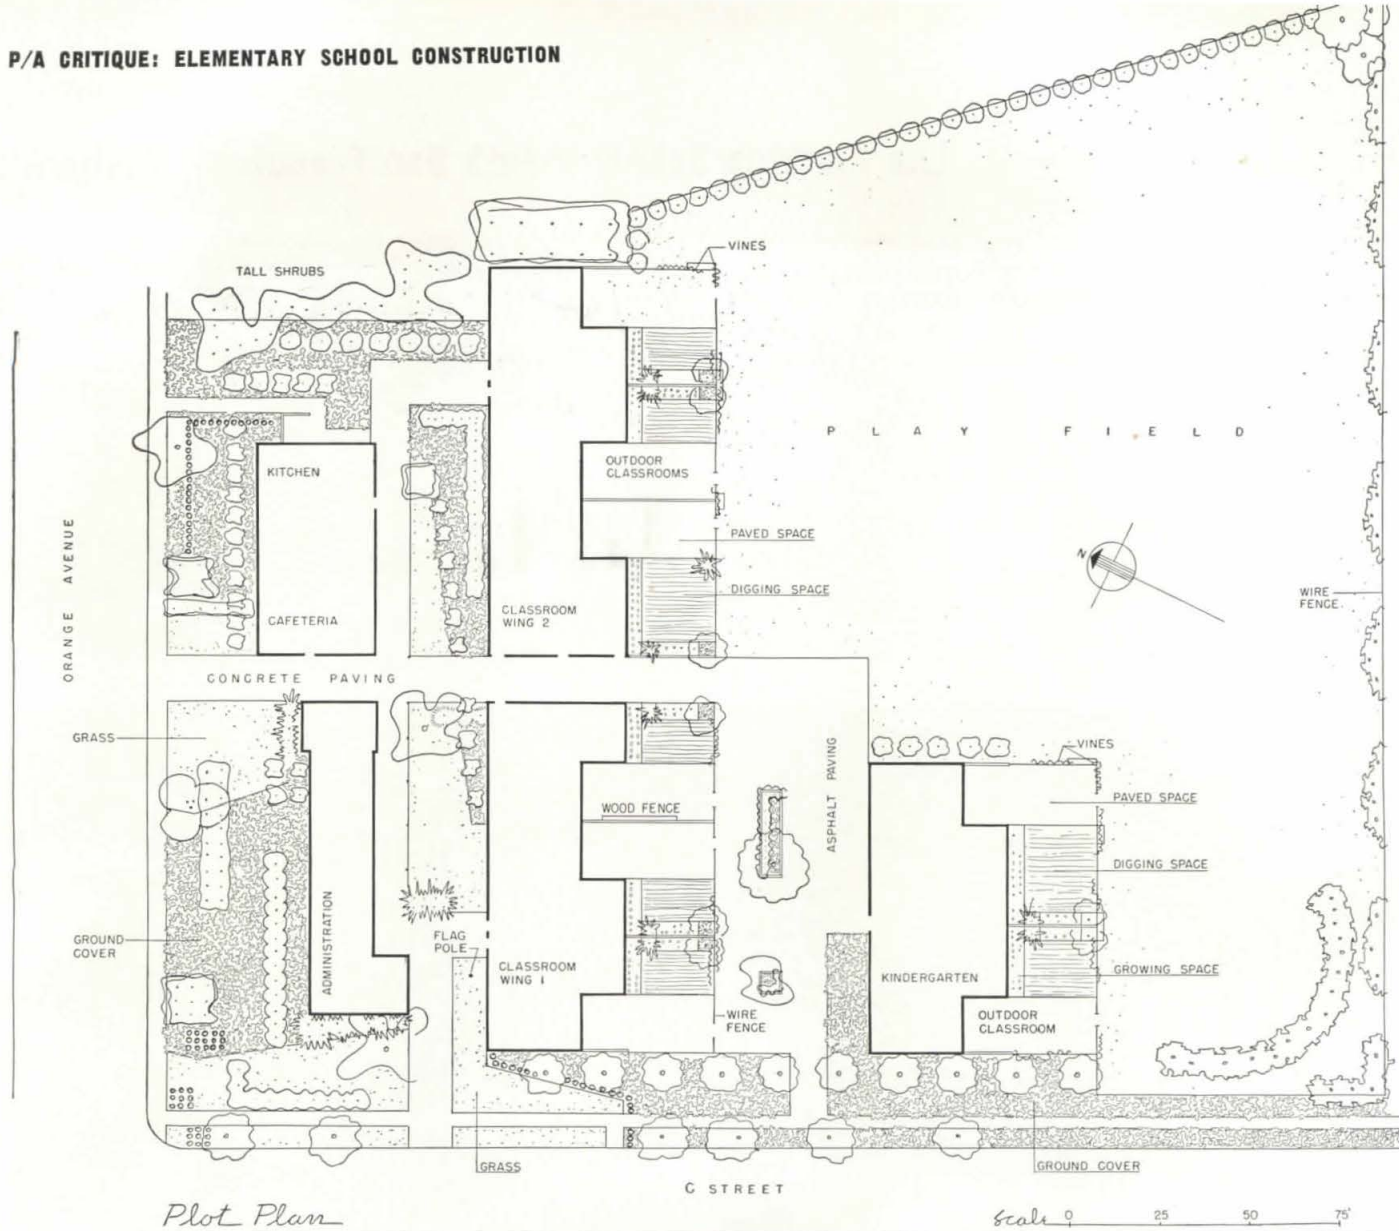 P/A CRITIQUE: ELEMENTARY SCHOOL CONSTRUCTION
VINES
TALL SHRUBS
PLAY FIELD
KITCHEN
OUTDOOR
CLASSROOMS
ORANGE AVENUE
PAVED SPACE
N
DIGGING SPACE
WIRE
FENCE
CLASSROOM
WING 2
CAFETERIA
CONCRETE PAVING
GRASS
VINES
ASPHALT PAVING
PAVED SPACE
WOOD FENCE
DIGGING SPACE
ADMINISTRATION
GROUND
COVER
FLAG
POLE
CLASSROOM
WING 1
KINDERGARTEN
GROWING SPACE
WIRE
FENCE
OUTDOOR
CLASSROOM
GRASS
GROUND COVER
C STREET
Plot Plan
Scale 0 25 50 75'